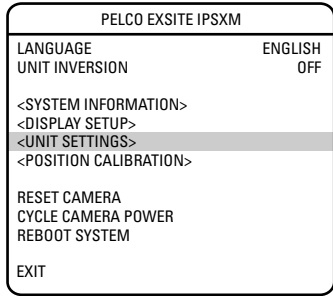 PELCO EXSITE IPSXM
LANGUAGE ENGLISH
UNIT INVERSION OFF
<SYSTEM INFORMATION>
<DISPLAY SETUP>
<UNIT SETTINGS>
<POSITION CALIBRATION>
RESET CAMERA
CYCLE CAMERA POWER
REBOOT SYSTEM
EXIT